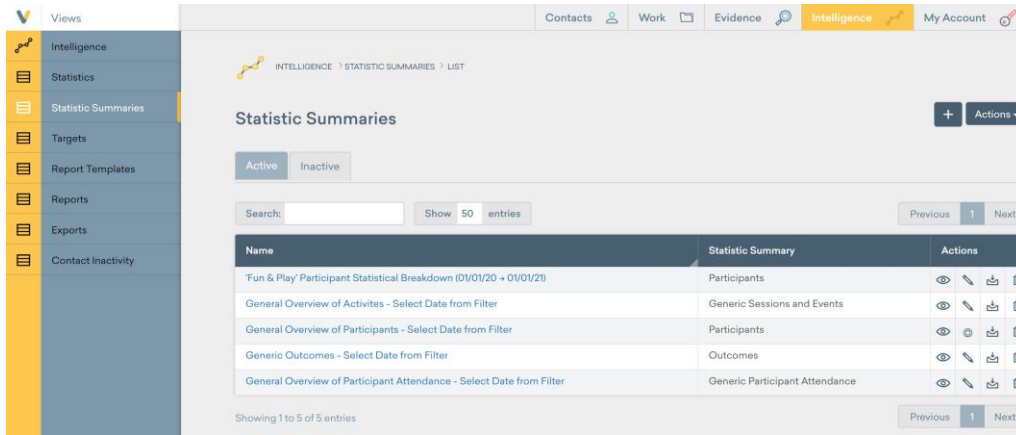 Views
Contacts Work Evidence Intelligence My Account
Intelligence
Statistics
Statistic Summaries
Targets
Report Templates
Reports
Exports
Contact Inactivity
INTELLIGENCE > STATISTIC SUMMARIES > LIST
Statistic Summaries
+ Actions
Active Inactive
Search: Show 50 entries
Previous 1 Next
Name Statistic Summary Actions
'Fun & Play' Participant Statistical Breakdown (01/01/20 → 01/01/21) Participants
General Overview of Activites - Select Date from Filter Generic Sessions and Events
General Overview of Participants - Select Date from Filter Participants
Generic Outcomes - Select Date from Filter Outcomes
General Overview of Participant Attendance - Select Date from Filter Generic Participant Attendance
Showing 1 to 5 of 5 entries
Previous 1 Next